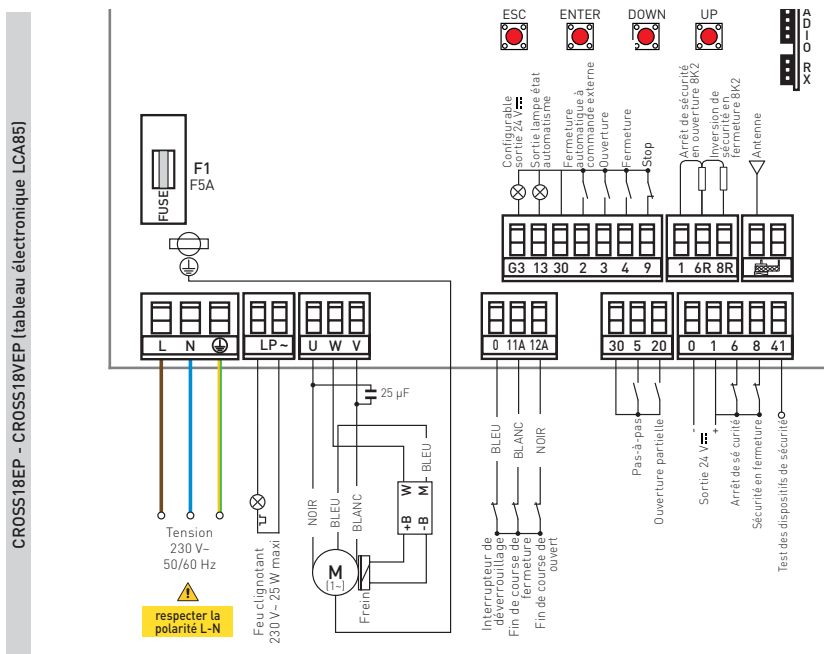 CROSS18EP - CROSS18VEP (tableau électronique LCA85)
ESC
ENTER
DOWN
UP
A
D
I
O
R
X
F1
F5A
FUSE
Configurable
sortie 24 V
Sortie lampe état
automatisme
Fermeture
automatique à
commande externe
Ouverture
Fermeture
Stop
Arrêt de sécurité
en ouverture 8K2
Inversion de
sécurité en
fermeture 8K2
Antenne
G3 13 30 2 3 4 9
1 6R 8R
L N
LP ~
U W V
0 11A 12A
30 5 20
0 1 6 8 41
25 µF
NOIR
BLEU
BLANC
BLEU
W M
+B -B
M
(1~)
Frein
Tension
230 V~
50/60 Hz
respecter la
polarité L-N
Feu clignotant
230 V~ 25 W maxi
BLEU
BLANC
NOIR
Interrupteur de
déverrouillage
Fin de course de
fermeture
Fin de course de
ouvert
Pas-à-pas
Ouverture partielle
- +
Sortie 24 V
Arrêt de sé curité
Sécurité en fermeture
Test des dispositifs de sécurité